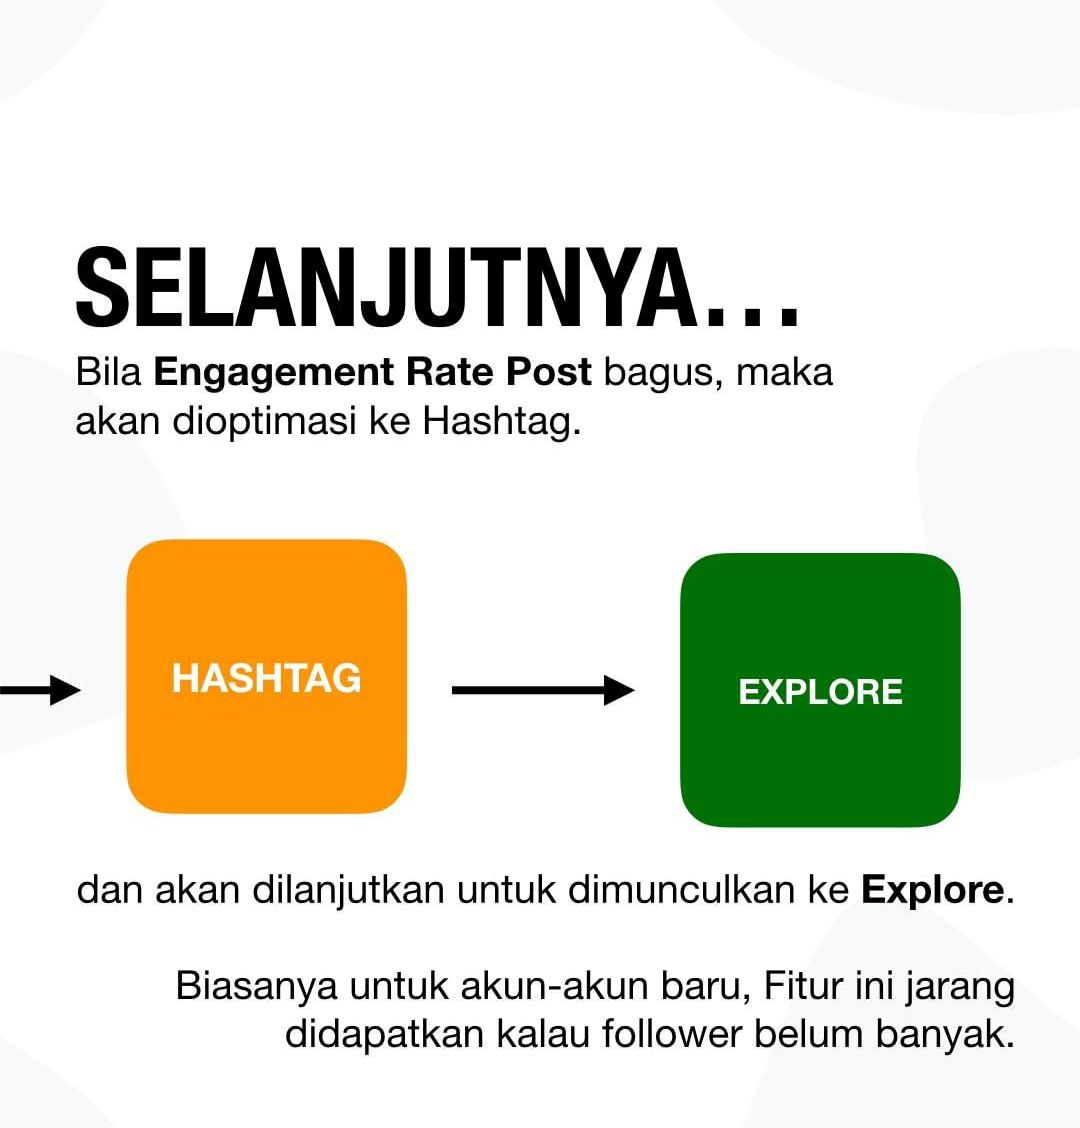 SELANJUTNYA...
Bila Engagement Rate Post bagus, maka
akan dioptimasi ke Hashtag.
HASHTAG
EXPLORE
dan akan dilanjutkan untuk dimunculkan ke Explore.
Biasanya untuk akun-akun baru, Fitur ini jarang
didapatkan kalau follower belum banyak.